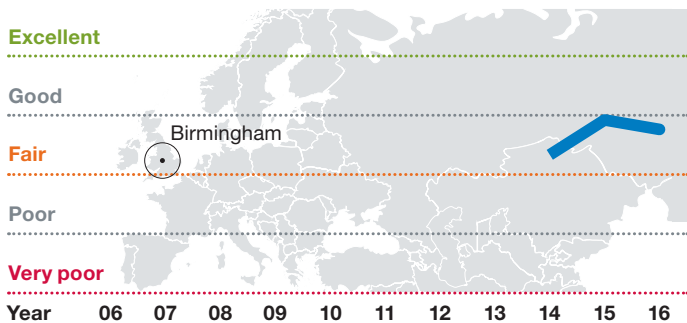 Excellent
Good
Birmingham
Fair
Poor
Very poor
Year 06 07 08 09 10 11 12 13 14 15 16